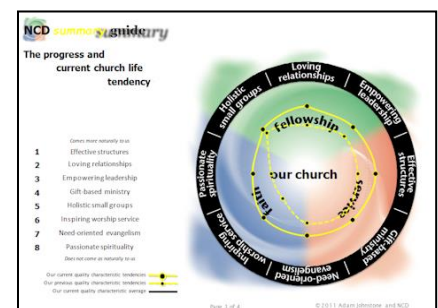 NCD summary guide
summary
The progress and
current church life
tendency
Comes more naturally to us
1 Effective structures
2 Loving relationships
3 Empowering leadership
4 Gift-based ministry
5 Holistic small groups
6 Inspiring worship service
7 Need-oriented evangelism
8 Passionate spirituality
Does not come as naturally to us
Our current quality characteristic tendencies
Our previous quality characteristic tendencies
Our current quality characteristic average
Loving
relationships
Empowering
leadership
Effective
structures
Gift-based
ministry
Need-oriented
evangelism
Inspiring
worship service
Passionate
spirituality
Holistic
small groups
fellowship
our church
service
faith
Page 1 of 4
©2011 Adam Johnstone and NCD